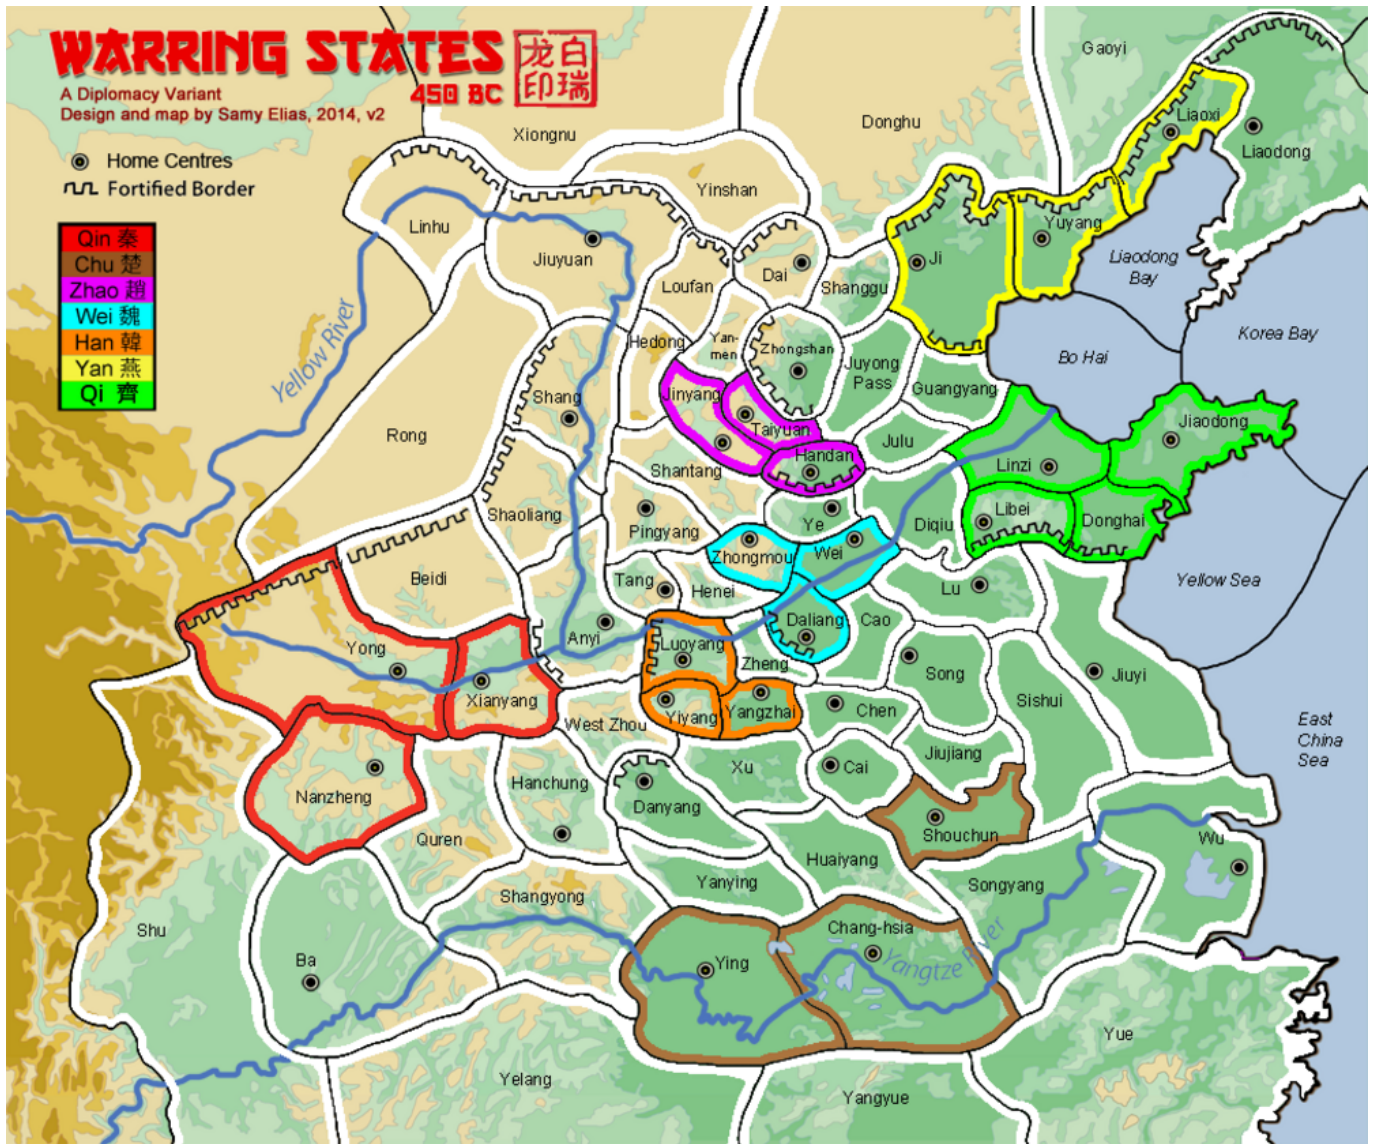 WARRING STATES
450 BC
龙白
印瑞
A Diplomacy Variant
Design and map by Samy Elias, 2014, v2
Home Centres
Fortified Border
Qin 秦
Chu 楚
Zhao 趙
Wei 魏
Han 韓
Yan 燕
Qi 齊
Gaoyi
Xiongnu
Donghu
Liaoxi
Liaodong
Yinshan
Linhu
Yuyang
Jiuyuan
Dai
Ji
Liaodong
Bay
Loufan
Shanggu
Yellow River
Korea Bay
Hedong
Yan-
men
Zhongshan
Bo Hai
Juyong
Pass
Guangyang
Jinyang
Shang
Taiyuan
Jiaodong
Rong
Julu
Handan
Linzi
Shantang
Shaoliang
Libei
Donghai
Pingyang
Ye
Diqiu
Zhongmou
Wei
Beidi
Tang
Henei
Lu
Yellow Sea
Anyi
Daliang
Cao
Yong
Luoyang
Zheng
Song
Jiuyi
Xianyang
Sishui
West Zhou
Yiyang
Yangzhai
Chen
East
China
Sea
Nanzheng
Hanchung
Xu
Cai
Jiujiang
Danyang
Shouchun
Quren
Wu
Huaiyang
Yanying
Songyang
Shangyong
Shu
Chang-hsia
Yangtze River
Ba
Ying
Yue
Yelang
Yangyue